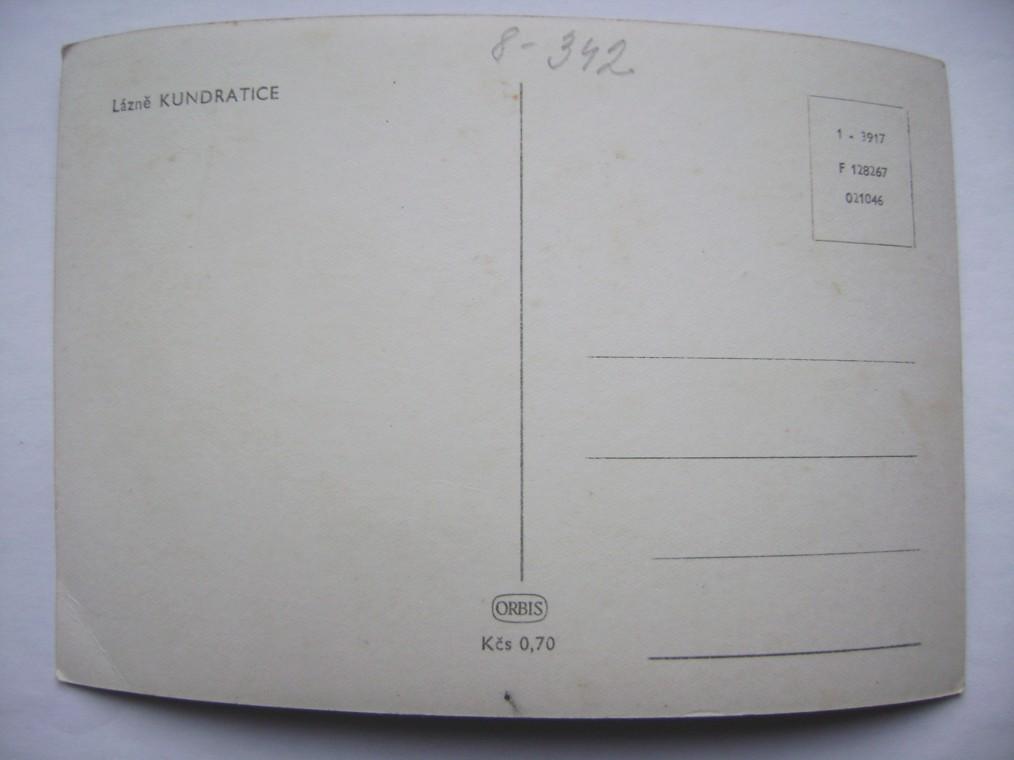 8-342
Lázně KUNDRATICE
1 - 3917
F 128267
021046
ORBIS
Kčs 0,70